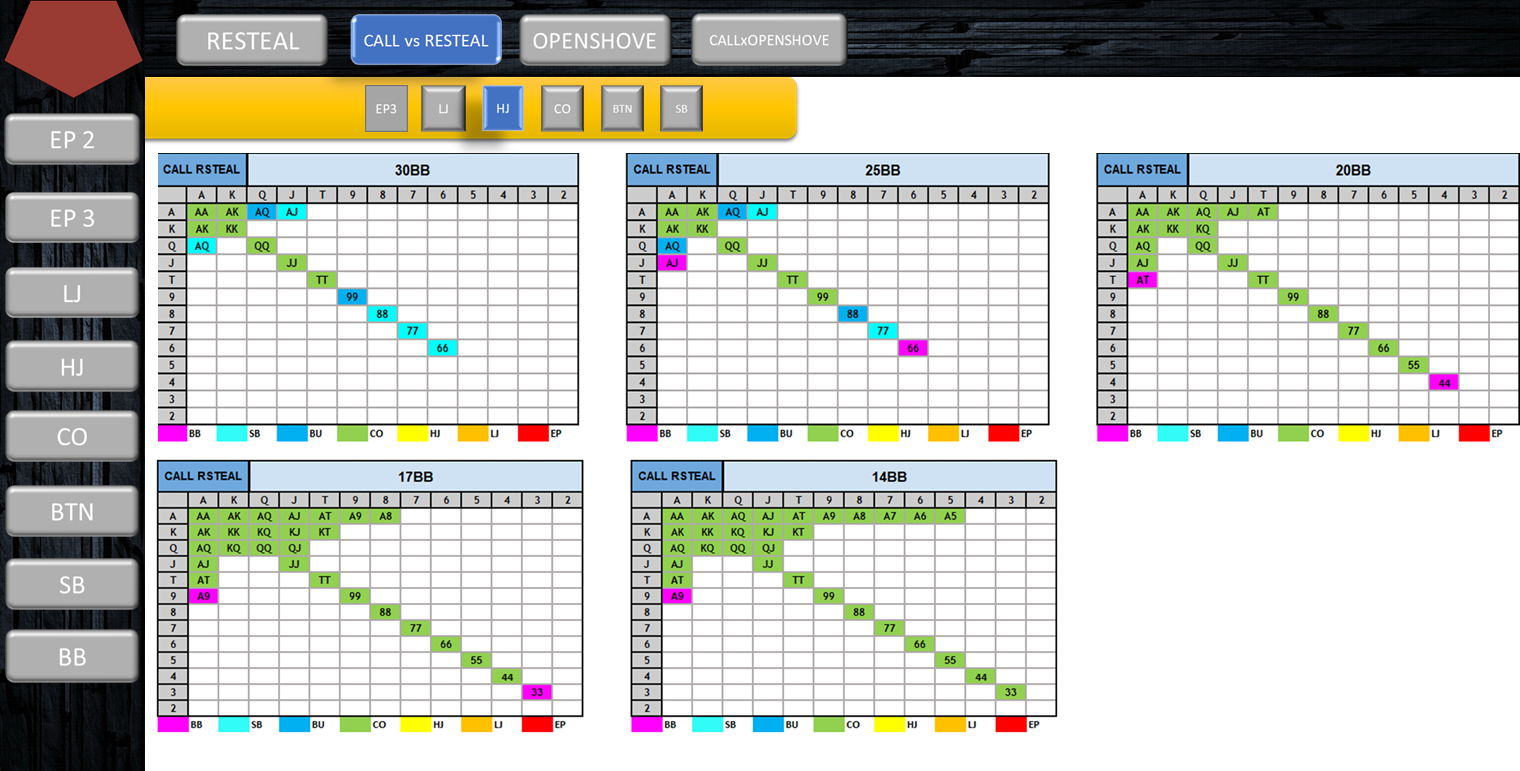 RESTEAL CALL vs RESTEAL OPENSHOVE CALLxOPENSHOVE
EP3 LJ HJ CO BTN SB
EP 2
EP 3
LJ
HJ
CO
BTN
SB
BB
CALL RSTEAL 30BB
A K Q J T 9 8 7 6 5 4 3 2
A AA AK AQ AJ
K AK KK
Q AQ QQ
J JJ
T TT
9 99
8 88
7 77
6 66
5
4
3
2
BB SB BU CO HJ LJ EP
CALL RSTEAL 25BB
A K Q J T 9 8 7 6 5 4 3 2
A AA AK AQ AJ
K AK KK
Q AQ QQ
J AJ JJ
T TT
9 99
8 88
7 77
6 66
5
4
3
2
BB SB BU CO HJ LJ EP
CALL RSTEAL 20BB
A K Q J T 9 8 7 6 5 4 3 2
A AA AK AQ AJ AT
K AK KK KQ
Q AQ QQ
J AJ JJ
T AT TT
9 99
8 88
7 77
6 66
5 55
4 44
3
2
BB SB BU CO HJ LJ EP
CALL RSTEAL 17BB
A K Q J T 9 8 7 6 5 4 3 2
A AA AK AQ AJ AT A9 A8
K AK KK KQ KJ KT
Q AQ KQ QQ QJ
J AJ JJ
T AT TT
9 A9 99
8 88
7 77
6 66
5 55
4 44
3 33
2
BB SB BU CO HJ LJ EP
CALL RSTEAL 14BB
A K Q J T 9 8 7 6 5 4 3 2
A AA AK AQ AJ AT A9 A8 A7 A6 A5
K AK KK KQ KJ KT
Q AQ KQ QQ QJ
J AJ JJ
T AT TT
9 A9 99
8 88
7 77
6 66
5 55
4 44
3 33
2
BB SB BU CO HJ LJ EP